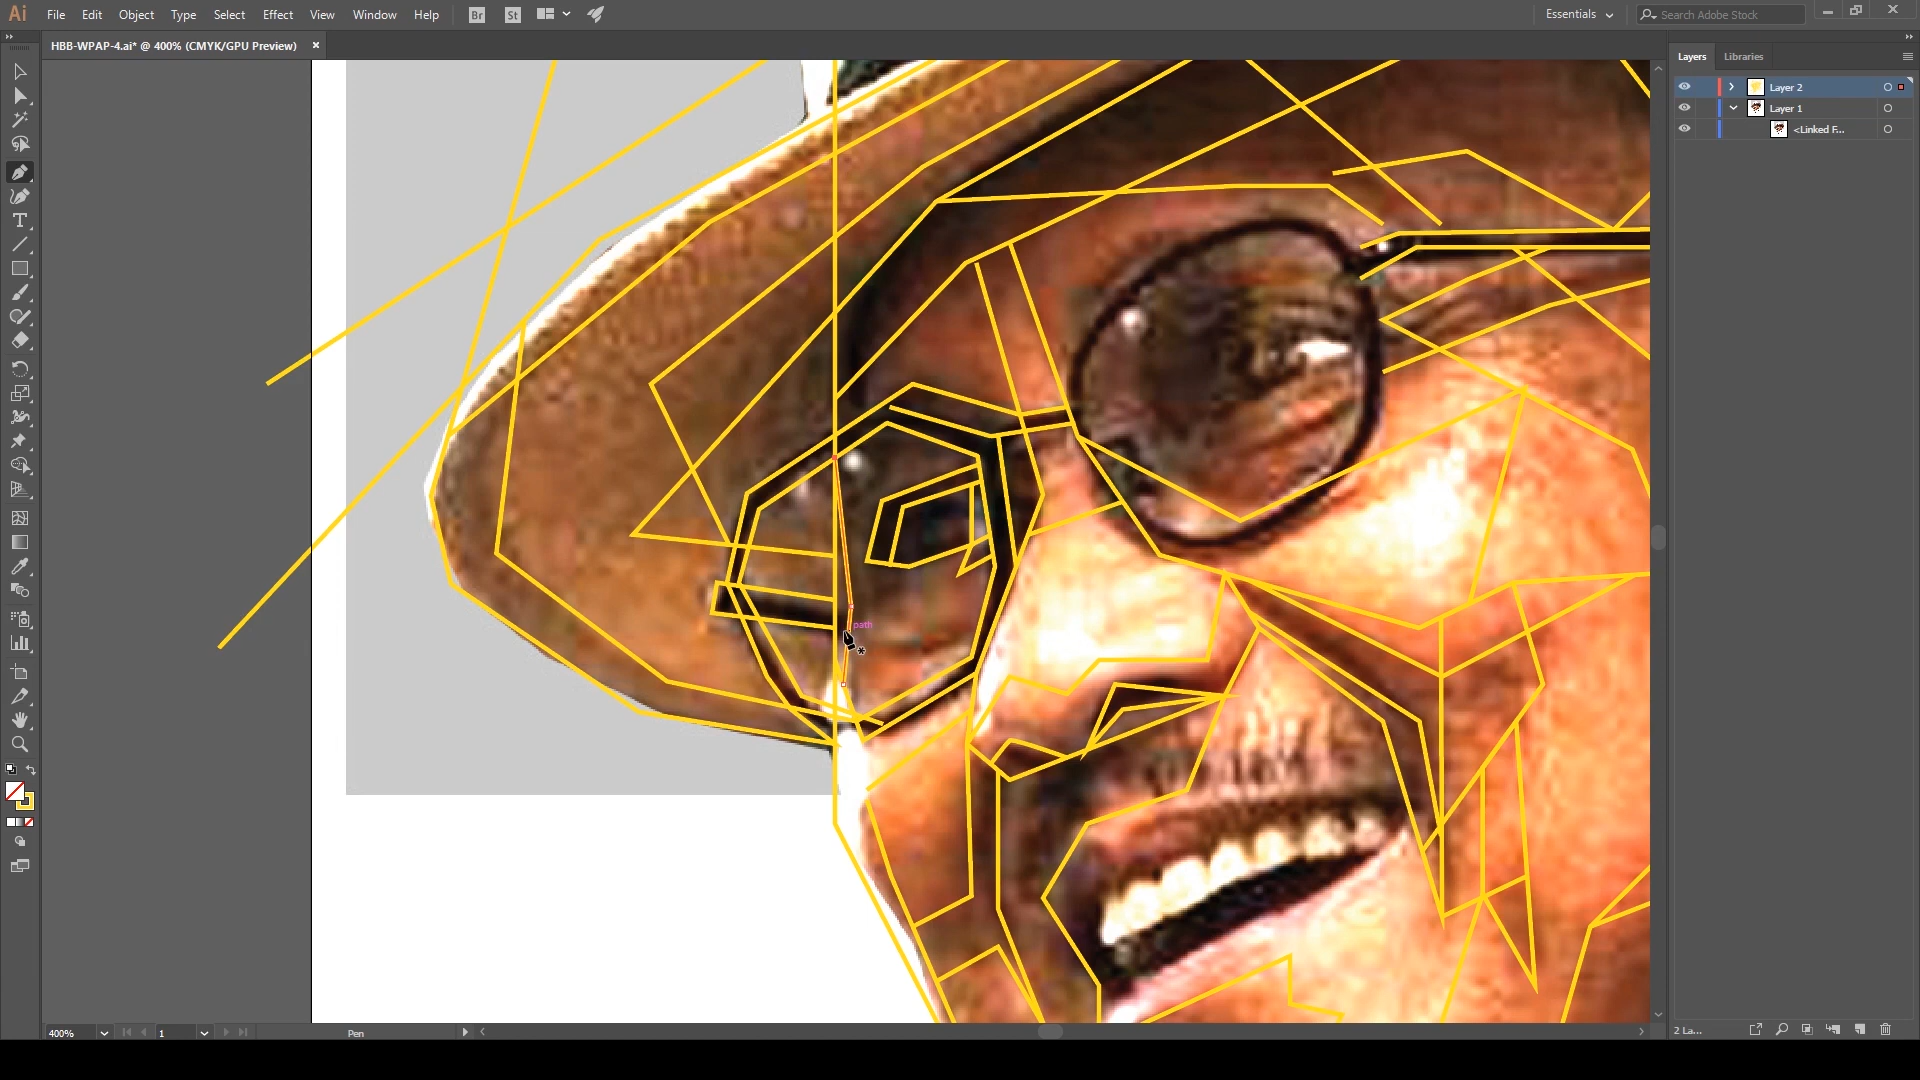 Ai File Edit Object Type Select Effect View Window Help Br St Essentials Search Adobe Stock
HBB-WPAP-4.ai* @ 400% (CMYK/GPU Preview) ×
Layers Libraries
Layer 2
Layer 1
<Linked F...
path
400% 1 Pen 2 La...